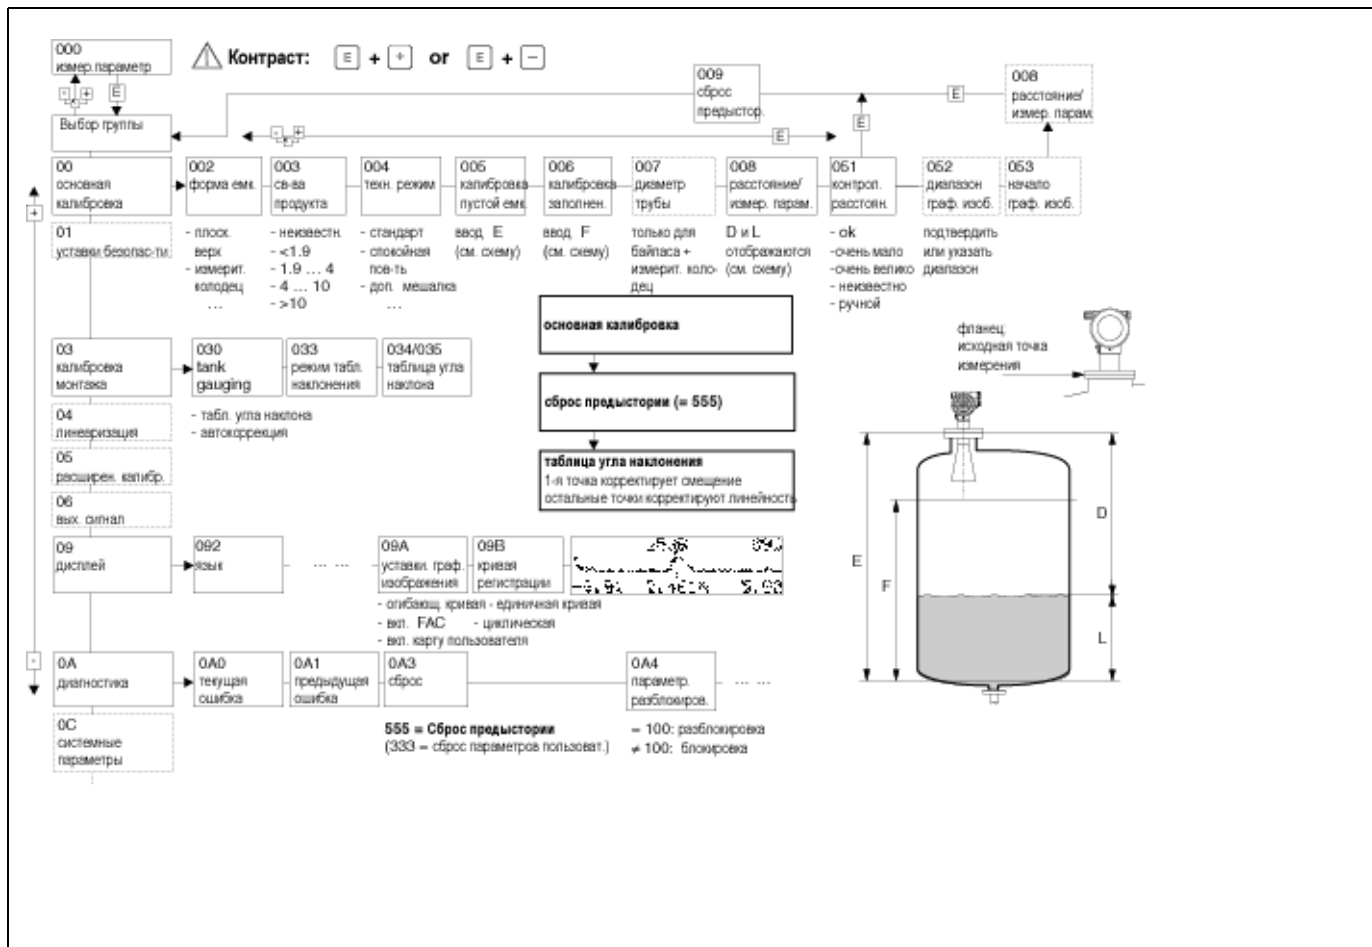 000
измер.параметр
Контраст: E + + or E + −
- +
E
009
сброс
предыстор.
E
008
расстояние/
измер. парам.
Выбор группы
- +
E
E
00
основная
калибровка
002
форма емк.
003
св-ва
продукта
004
техн. режим
005
калибровка
пустой емк.
006
калибровка
заполнен.
007
диаметр
трубы
008
расстояние/
измер. парам.
051
контрол.
расстоян.
052
диапазон
граф. изоб.
053
начало
граф. изоб.
+
01
уставки безопас-ти
- плоск.
верх
- измерит.
колодец
...
- неизвестн.
- <1.9
- 1.9 ... 4
- 4 ... 10
- >10
- стандарт
- спокойная
пов-ть
- доп. мешалка
...
ввод E
(см. схему)
ввод F
(см. схему)
только для
байпаса +
измерит. коло-
дец
D и L
отображаются
(см. схему)
- ok
-очень мало
-очень велико
- неизвестно
- ручной
подтвердить
или указать
диапазон
основная калибровка
сброс предыстории (= 555)
таблица угла наклонения
1-я точка корректирует смещение
остальные точки корректируют линейность
фланец:
исходная точка
измерения
03
калибровка
монтажа
030
tank
gauging
033
режим табл.
наклонения
034/035
таблица угла
наклона
- табл. угла наклона
- автокоррекция
04
линеаризация
05
расширен. калибр.
06
вых. сигнал
D
E
F
L
09
дисплей
092
язык
... ...
09A
уставки. граф.
изображения
09B
кривая
регистрации
- огибающ. кривая
- вкл. FAC
- вкл. карту пользователя
- единичная кривая
- циклическая
-
0A
диагностика
0A0
текущая
ошибка
0A1
предыдущая
ошибка
0A3
сброс
0A4
параметр.
разблокиров.
... ...
555 = Сброс предыстории
(333 = сброс параметров пользоват.)
= 100: разблокировка
≠ 100: блокировка
0C
системные
параметры